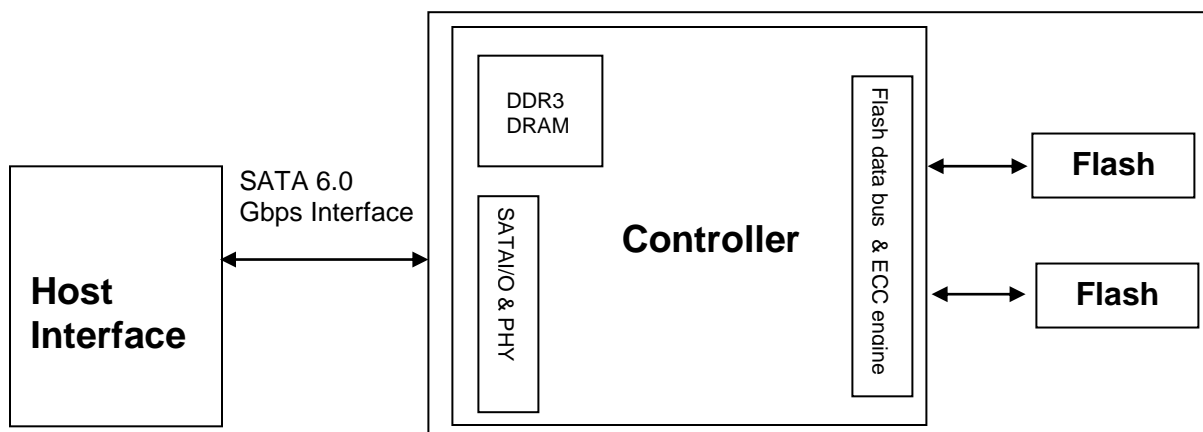 Host
Interface
SATA 6.0
Gbps Interface
DDR3
DRAM
SATAI/O & PHY
Controller
Flash data bus & ECC engine
Flash
Flash